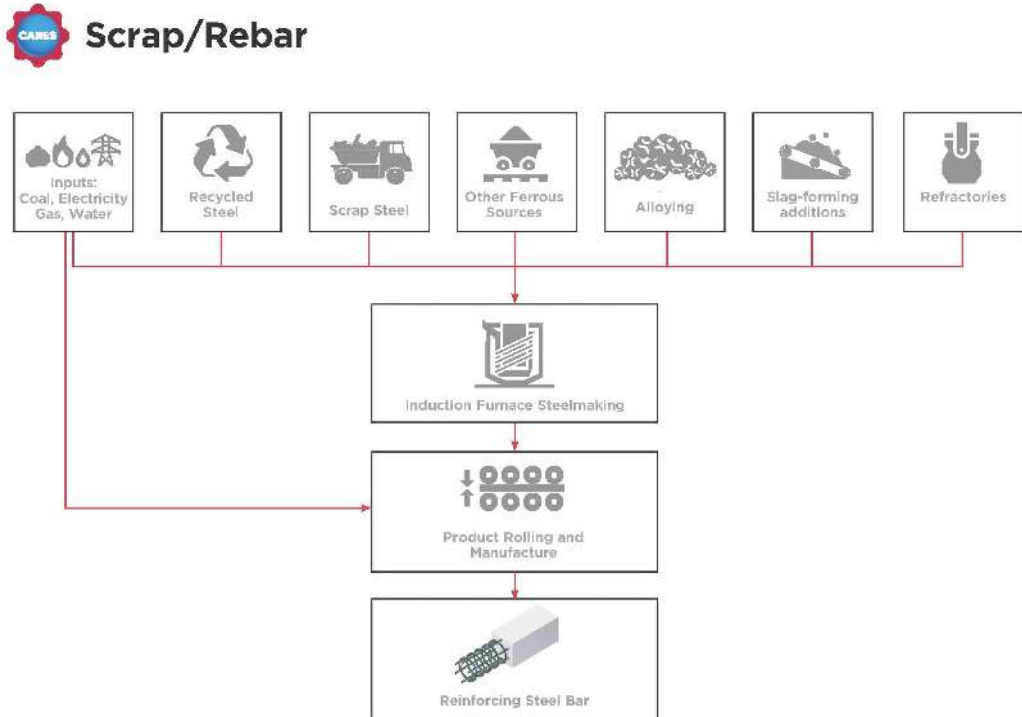 CARES
Scrap/Rebar
Inputs:
Coal, Electricity
Gas, Water
Recycled
Steel
Scrap Steel
Other Ferrous
Sources
Alloying
Slag-forming
additions
Refractories
Induction Furnace Steelmaking
Product Rolling and
Manufacture
Reinforcing Steel Bar